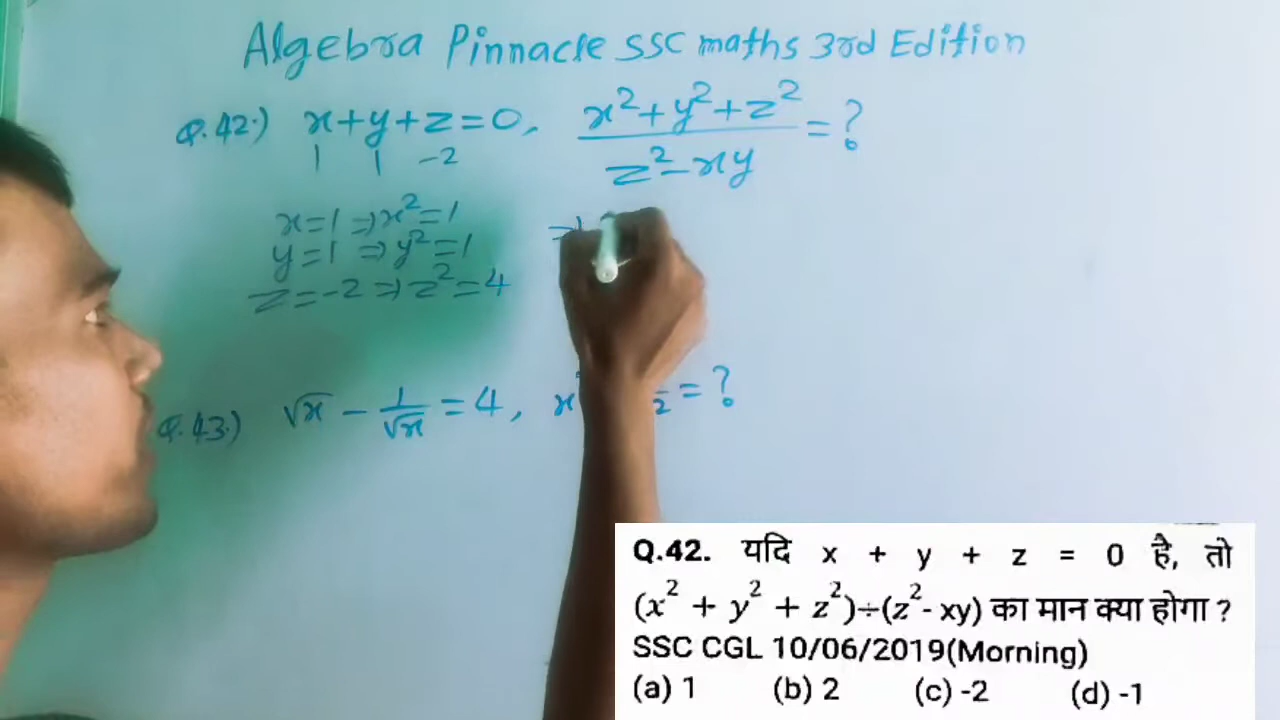 Algebra Pinnacle SSC maths 3rd Edition
Q.42.) x+y+z=0, x²+y²+z² / z²-xy = ?
1 1 -2
x=1 ⇒ x²=1
y=1 ⇒ y²=1
z=-2 ⇒ z²=4
Q.43.) √x - 1/√x = 4, x = ?
Q.42. यदि x + y + z = 0 है, तो
(x² + y² + z²)÷(z²- xy) का मान क्या होगा ?
SSC CGL 10/06/2019(Morning)
(a) 1 (b) 2 (c) -2 (d) -1